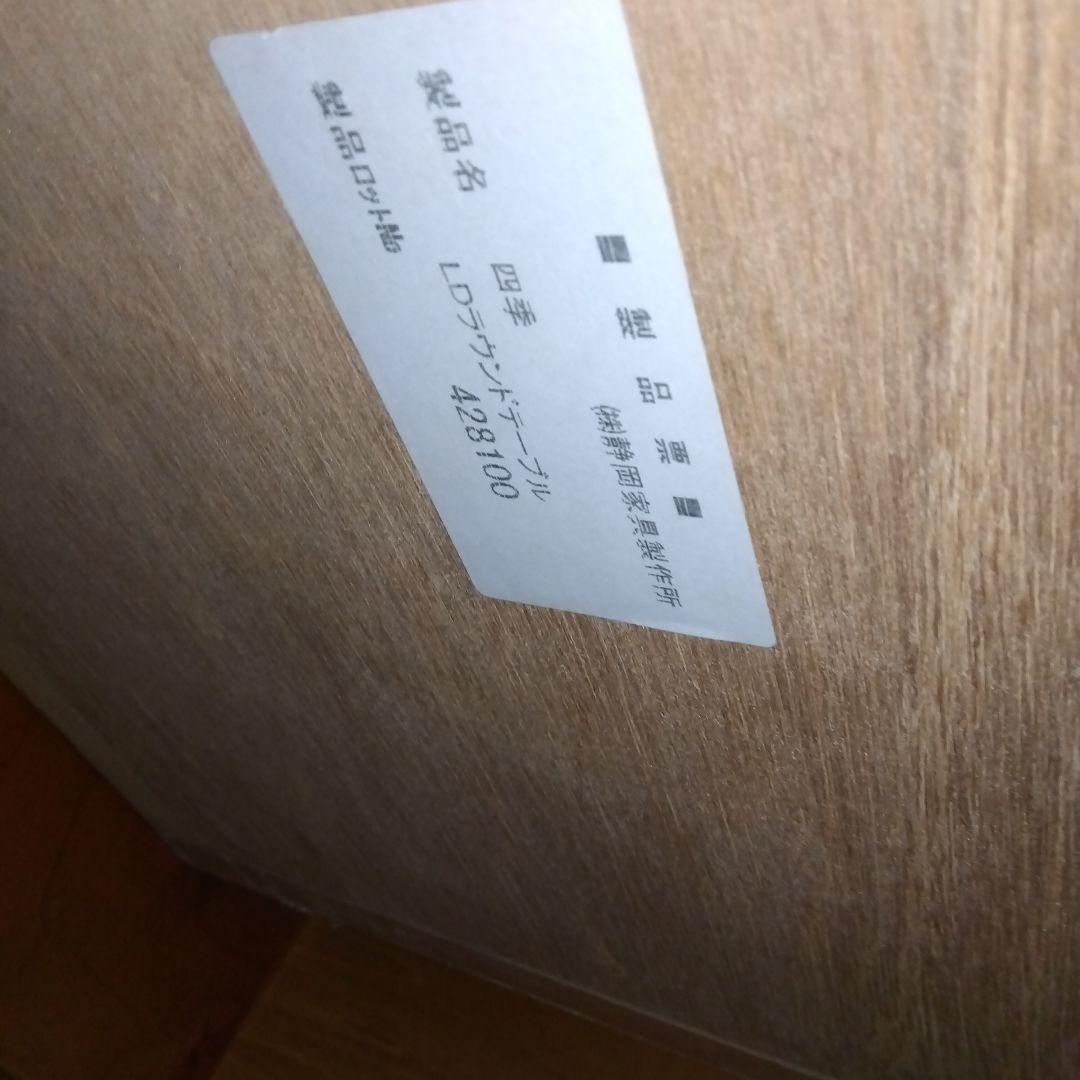 ■製品票■
㈱静岡家具製作所
製品名 四季
LDラウンドテーブル
製品ロット№ 428100